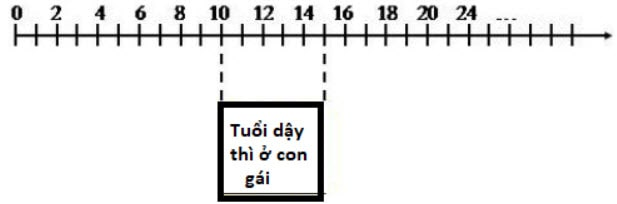 0 2 4 6 8 10 12 14 16 18 20 24 ...
Tuổi dậy
thì ở con
gái